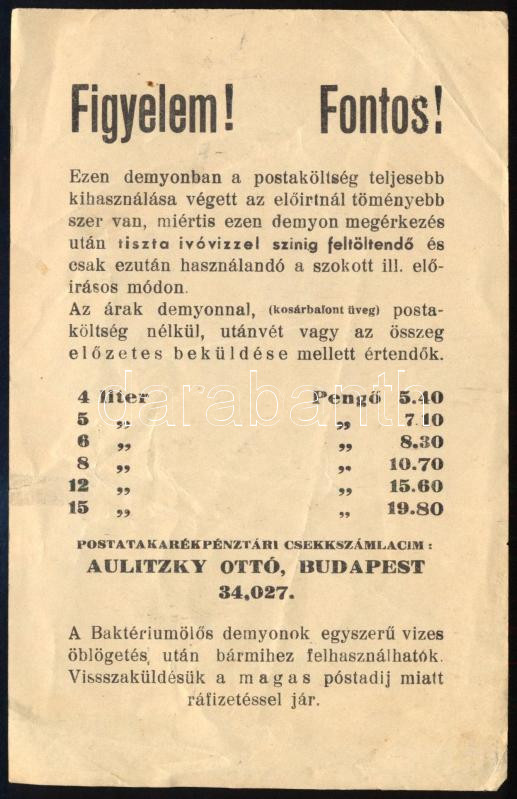 Figyelem! Fontos!
Ezen demyonban a postaköltség teljesebb
kihasználása végett az előirtnál töményebb
szer van, miértis ezen demyon megérkezés
után tiszta ivóvizzel szinig feltöltendő és
csak ezután használandó a szokott ill. elő-
irásos módon.
Az árak demyonnal, (kosárbafont üveg) posta-
költség nélkül, utánvét vagy az összeg
előzetes beküldése mellett értendők.
4 liter Pengő 5.40
5 „ „ 7.10
6 „ „ 8.30
8 „ „ 10.70
12 „ „ 15.60
15 „ „ 19.80
darabanth
POSTATAKARÉKPÉNZTÁRI CSEKKSZÁMLACIM:
AULITZKY OTTÓ, BUDAPEST
34,027.
A Baktériumölős demyonok egyszerű vizes
öblögetés, után bármihez felhasználhatók.
Vissszaküldésük a magas póstadij miatt
ráfizetéssel jár.